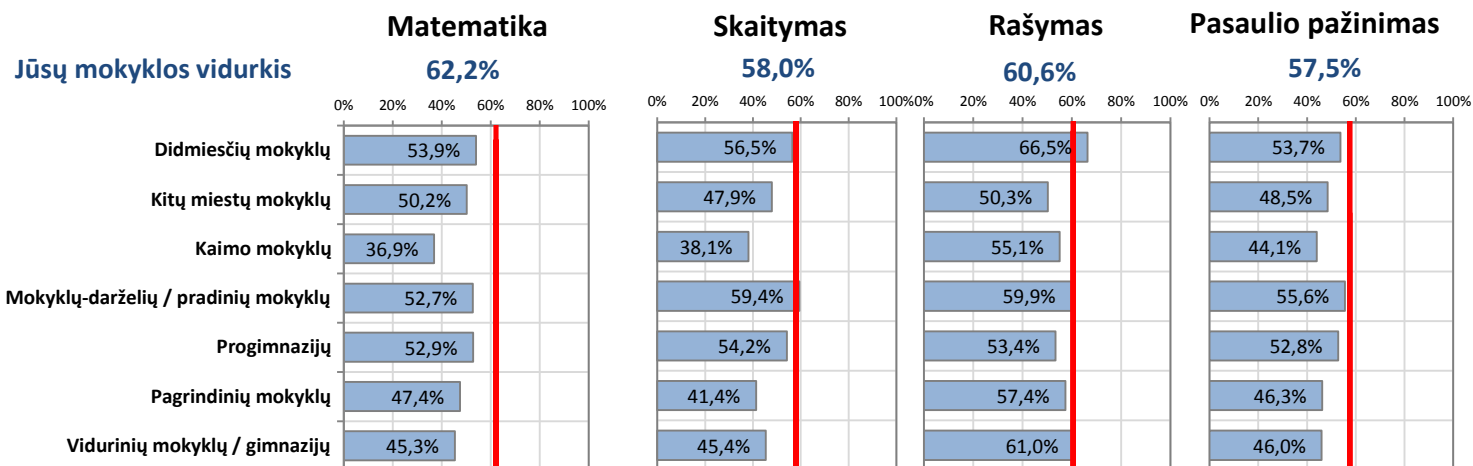 Matematika Skaitymas Rašymas Pasaulio pažinimas
Jūsų mokyklos vidurkis 62,2% 58,0% 60,6% 57,5%
0% 20% 40% 60% 80% 100% 0% 20% 40% 60% 80% 100% 0% 20% 40% 60% 80% 100% 0% 20% 40% 60% 80% 100%
Didmiesčių mokyklų 53,9% 56,5% 66,5% 53,7%
Kitų miestų mokyklų 50,2% 47,9% 50,3% 48,5%
Kaimo mokyklų 36,9% 38,1% 55,1% 44,1%
Mokyklų-darželių / pradinių mokyklų 52,7% 59,4% 59,9% 55,6%
Progimnazijų 52,9% 54,2% 53,4% 52,8%
Pagrindinių mokyklų 47,4% 41,4% 57,4% 46,3%
Vidurinių mokyklų / gimnazijų 45,3% 45,4% 61,0% 46,0%